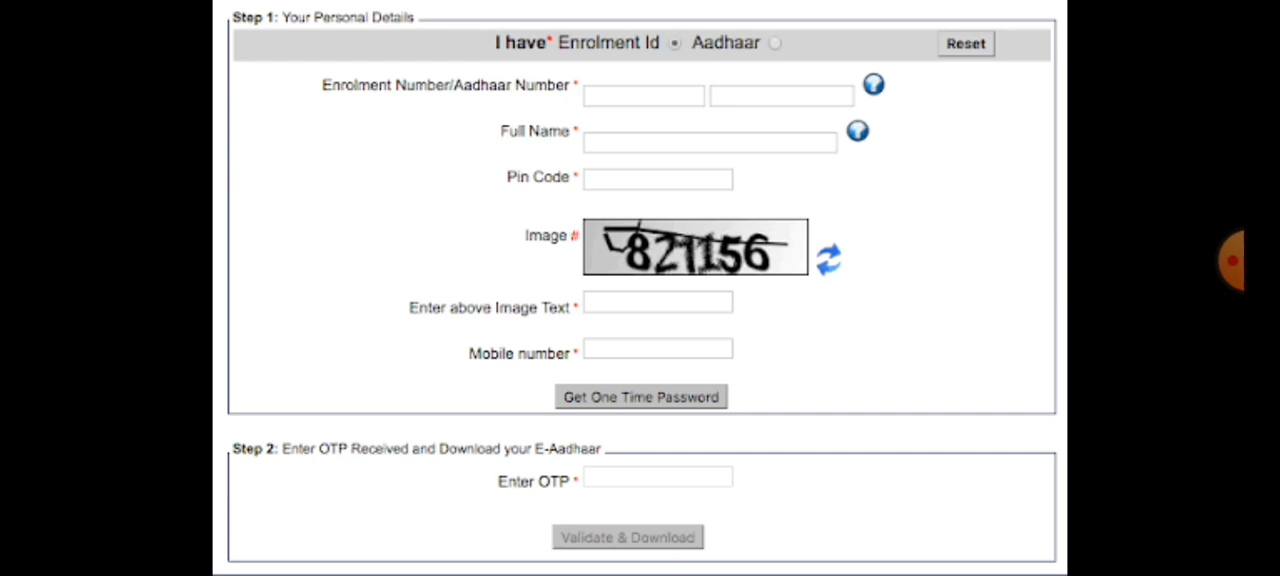 Step 1: Your Personal Details
I have* Enrolment Id Aadhaar Reset
Enrolment Number/Aadhaar Number *
Full Name *
Pin Code *
Image #
Enter above Image Text *
Mobile number *
Get One Time Password
Step 2: Enter OTP Received and Download your E-Aadhaar
Enter OTP *
Validate & Download